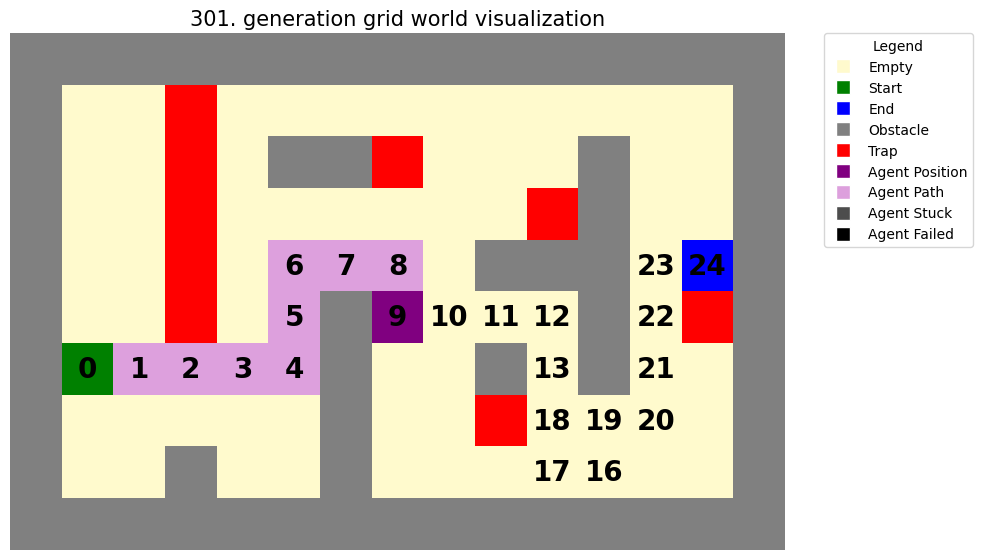 301. generation grid world visualization
Legend
Empty
Start
End
Obstacle
Trap
Agent Position
Agent Path
Agent Stuck
Agent Failed
6 7 8 23 24
5 9 10 11 12 22
0 1 2 3 4 13 21
18 19 20
17 16